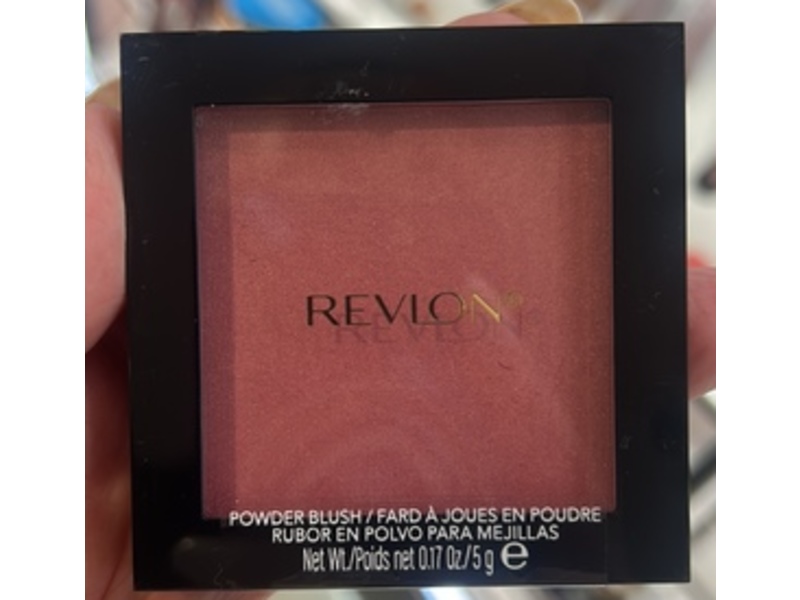 REVLON®
POWDER BLUSH / FARD À JOUES EN POUDRE
RUBOR EN POLVO PARA MEJILLAS
Net Wt./Poids net 0.17 Oz/5 g ℮